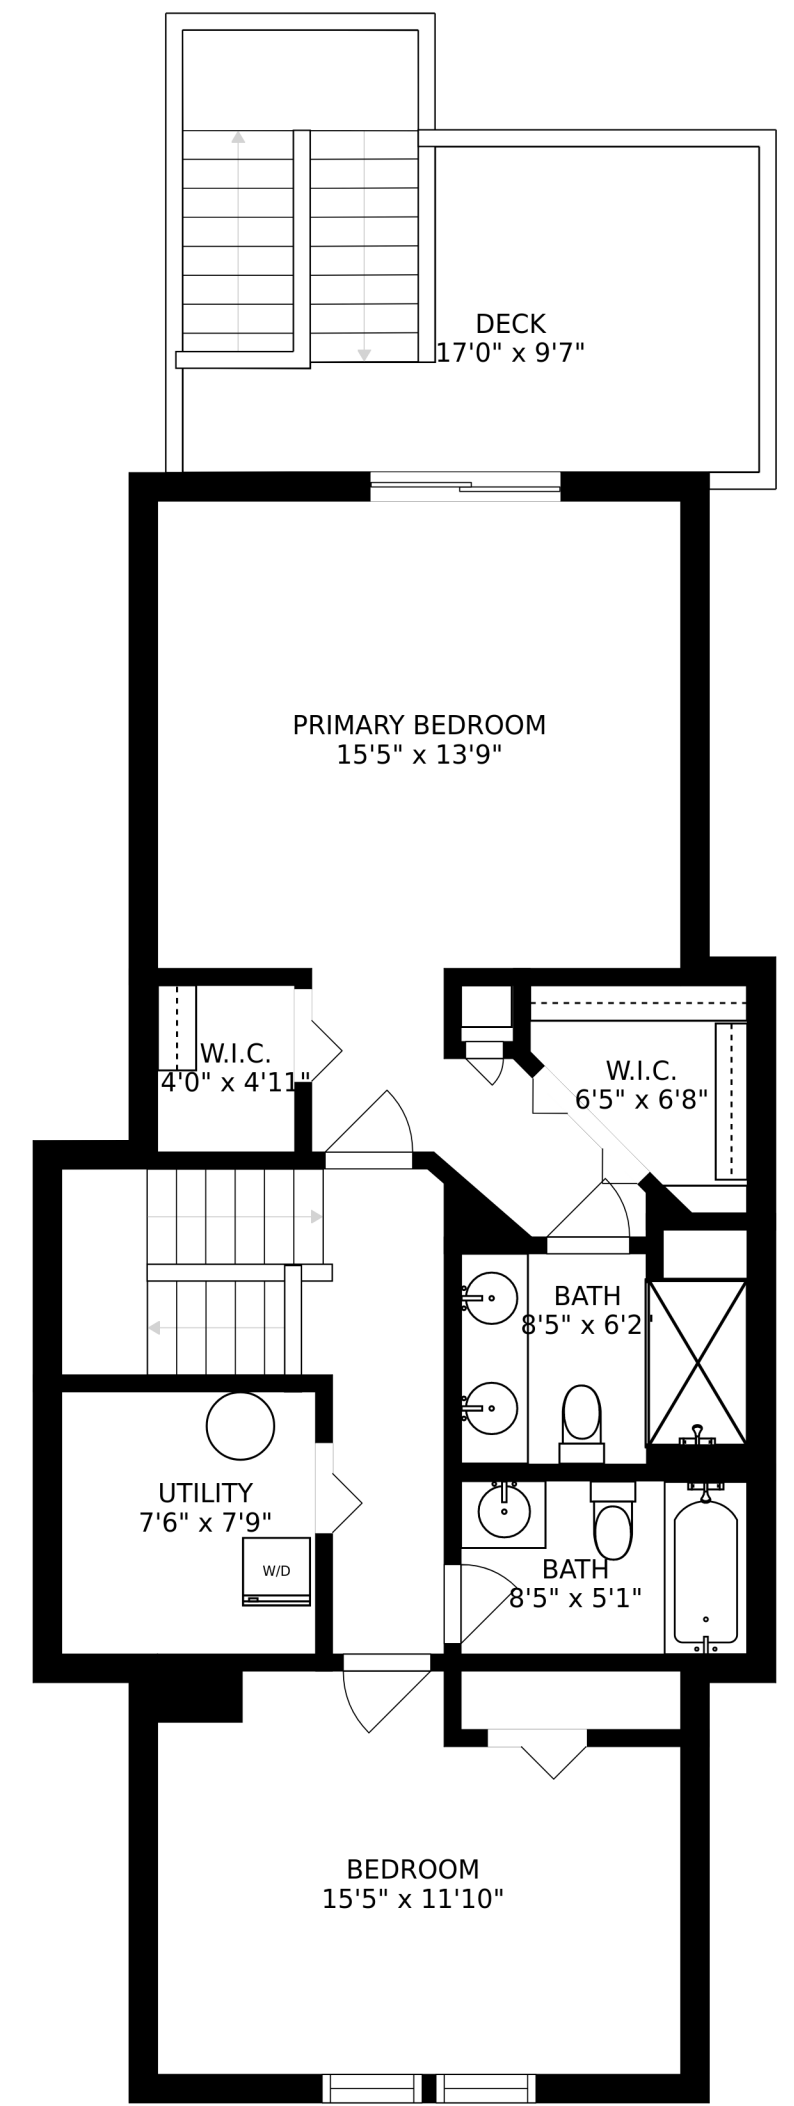 DECK
17'0" x 9'7"
PRIMARY BEDROOM
15'5" x 13'9"
W.I.C.
4'0" x 4'11"
W.I.C.
6'5" x 6'8"
BATH
8'5" x 6'2"
UTILITY
7'6" x 7'9"
W/D
BATH
8'5" x 5'1"
BEDROOM
15'5" x 11'10"